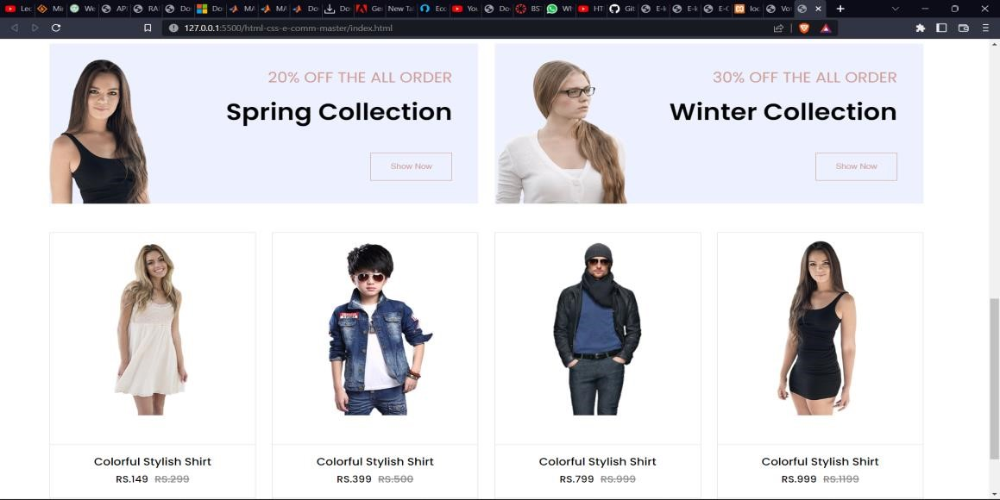 Lec
Mi
We
AP
RA
Do
Do
MA
MA
Do
Do
Ge
New Ta
Ecc
You
Do
BS
W
HT
Git
E-k
E-k
E-C
loc
Vo
127.0.0.1:5500/html-css-e-comm-master/index.html
20% OFF THE ALL ORDER
Spring Collection
Show Now
30% OFF THE ALL ORDER
Winter Collection
Show Now
Colorful Stylish Shirt
RS.149 RS.299
Colorful Stylish Shirt
RS.399 RS.500
Colorful Stylish Shirt
RS.799 RS.999
Colorful Stylish Shirt
RS.999 RS.1199